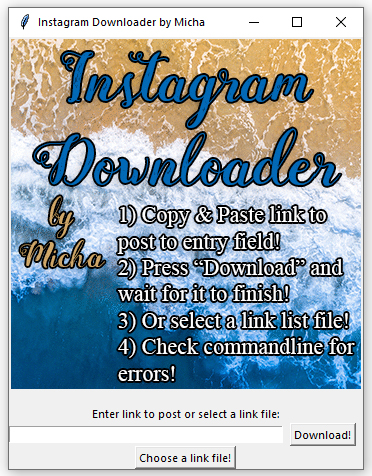 Instagram Downloader by Micha
Instagram
Downloader
by
Micha
1) Copy & Paste link to
post to entry field!
2) Press “Download” and
wait for it to finish!
3) Or select a link list file!
4) Check commandline for
errors!
Enter link to post or select a link file:
Download!
Choose a link file!